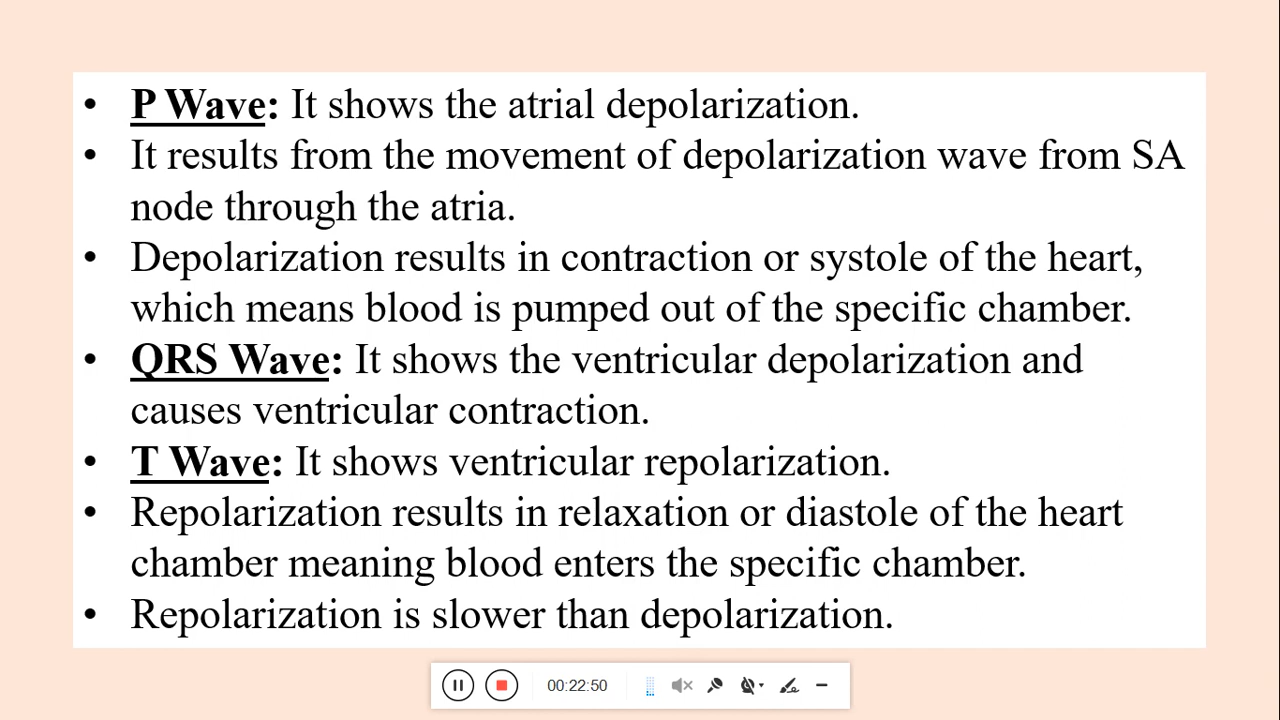 • P Wave: It shows the atrial depolarization.
• It results from the movement of depolarization wave from SA
node through the atria.
• Depolarization results in contraction or systole of the heart,
which means blood is pumped out of the specific chamber.
• QRS Wave: It shows the ventricular depolarization and
causes ventricular contraction.
• T Wave: It shows ventricular repolarization.
• Repolarization results in relaxation or diastole of the heart
chamber meaning blood enters the specific chamber.
• Repolarization is slower than depolarization.
00:22:50